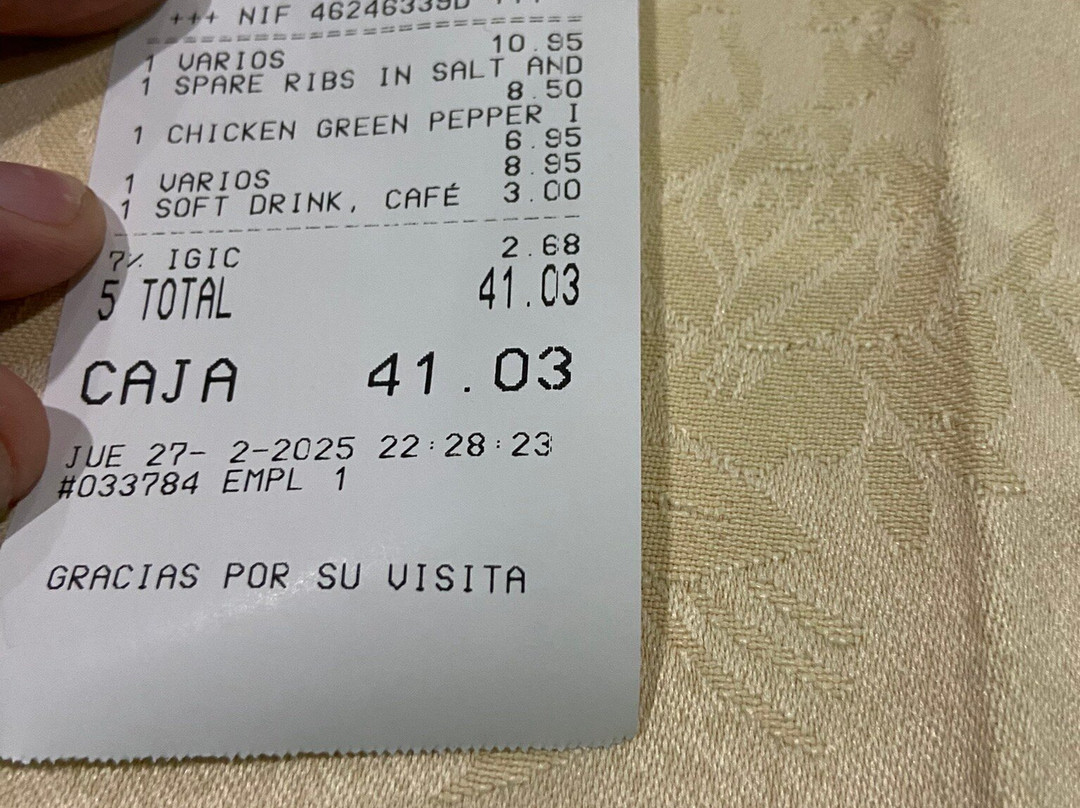 +++ NIF 46246339D +++
1 VARIOS 10.95
1 SPARE RIBS IN SALT AND
8.50
1 CHICKEN GREEN PEPPER I
6.95
1 VARIOS 8.95
1 SOFT DRINK, CAFÉ 3.00
7% IGIC 2.68
5 TOTAL 41.03
CAJA 41.03
JUE 27- 2-2025 22:28:23
#033784 EMPL 1
GRACIAS POR SU VISITA